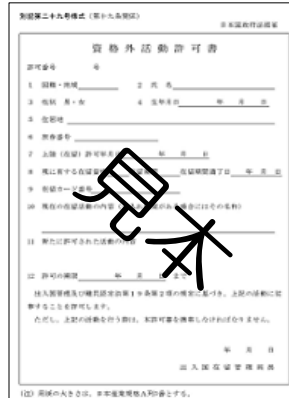 別記第二十九号様式（第十九条関係）
日本国政府法務省
資格外活動許可書
許可番号　　　号
1　国籍・地域　　　2　氏　名
3　性別　男・女　　　4　生年月日　　　年　月　日
5　住居地
6　旅券番号
7　上陸（在留）許可年月日　　　年　月　日
8　現に有する在留資格　在留期間　在留期間満了日　年　月　日
9　在留カード番号
10　現在の在留活動の内容
11　新たに許可された活動の内容
12　許可の期限　　　年　月　日　まで
出入国管理及び難民認定法第19条第2項の規定に基づき、上記の活動に従
事することを許可します。
ただし、上記の活動を行う際は、本許可書を携帯しなければなりません。
年　月　日
出入国在留管理局長
見本
（注）用紙の大きさは、日本産業規格A列5番とする。